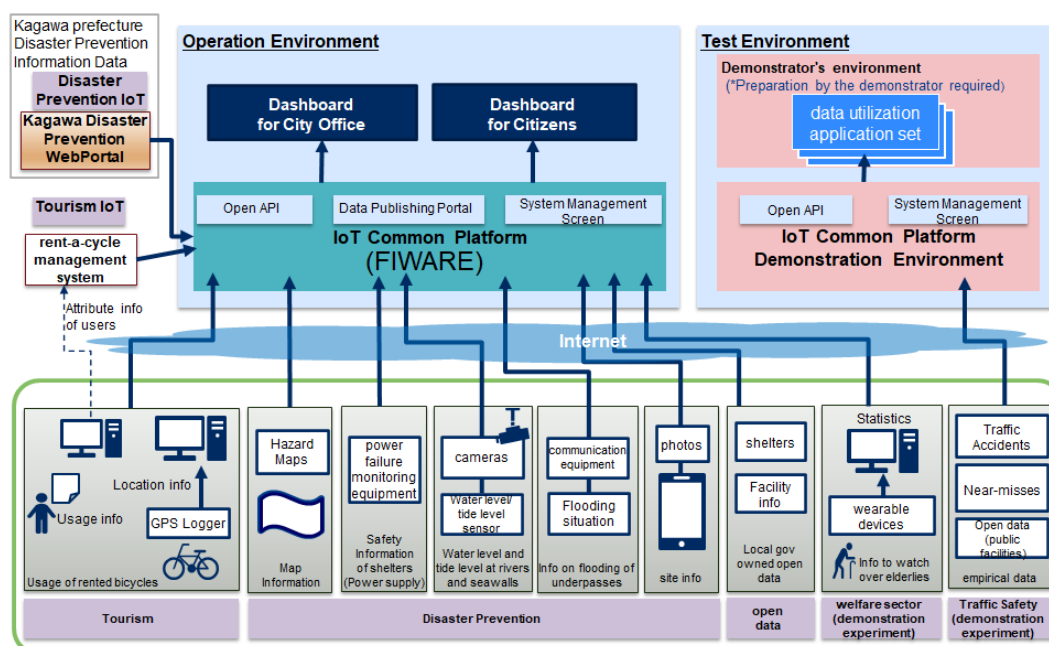 Kagawa prefecture
Disaster Prevention
Information Data
Disaster
Prevention IoT
Kagawa Disaster
Prevention
WebPortal
Tourism IoT
rent-a-cycle
management
system
Attribute info
of users
Operation Environment
Dashboard
for City Office
Dashboard
for Citizens
Open API
Data Publishing Portal
System Management
Screen
IoT Common Platform
(FIWARE)
Test Environment
Demonstrator's environment
(*Preparation by the demonstrator required)
data utilization
application set
Open API
System Management
Screen
IoT Common Platform
Demonstration Environment
Internet
Location info
Usage info
GPS Logger
Usage of rented bicycles
Hazard
Maps
Map
Information
power
failure
monitoring
equipment
Safety
Information
of shelters
(Power supply)
cameras
Water level/
tide level
sensor
Water level and
tide level at rivers
and seawalls
communication
equipment
Flooding
situation
Info on flooding of
underpasses
photos
site info
shelters
Facility
info
Local gov
owned open
data
Statistics
wearable
devices
Info to watch
over elderlies
Traffic
Accidents
Near-misses
Open data
(public
facilities)
empirical data
Tourism
Disaster Prevention
open
data
welfare sector
(demonstration
experiment)
Traffic Safety
(demonstration
experiment)